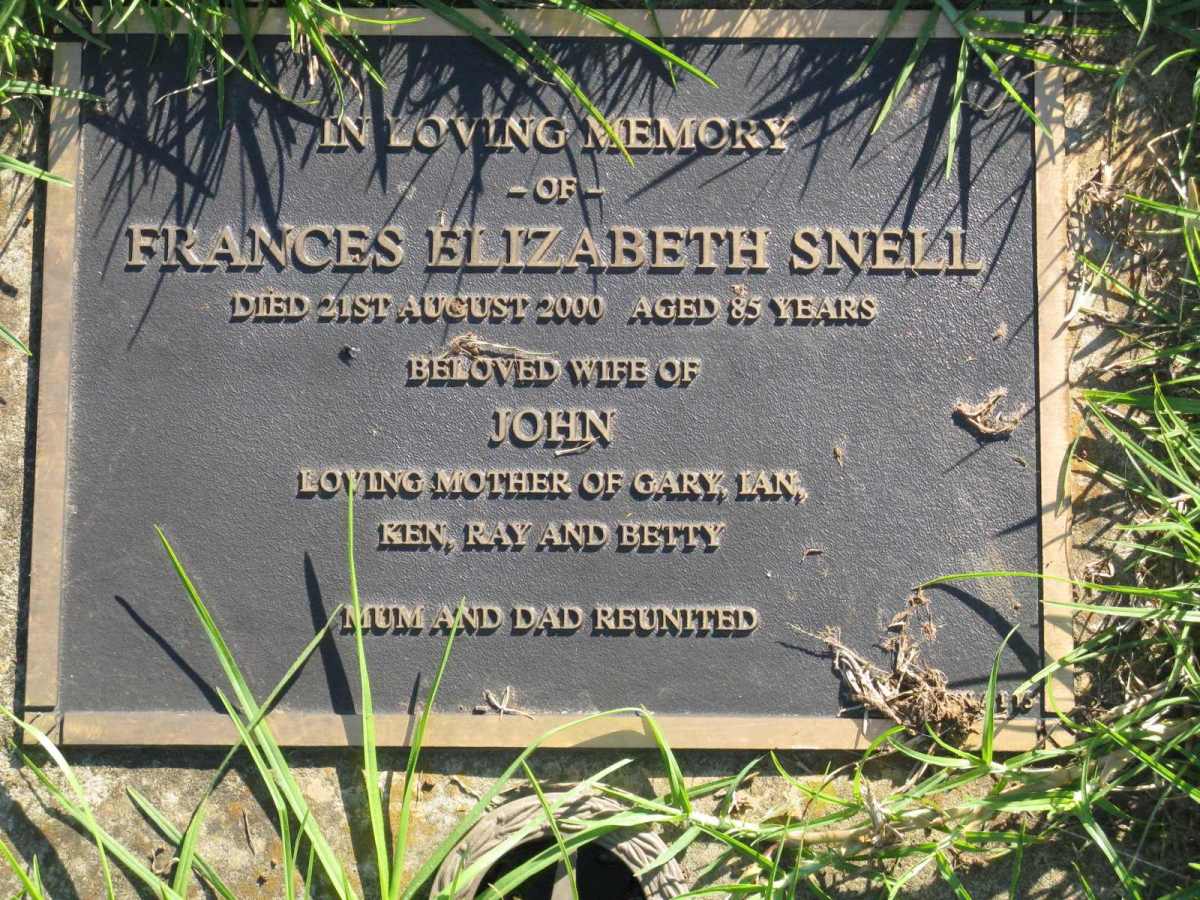 IN LOVING MEMORY
– OF –
FRANCES ELIZABETH SNELL
DIED 21ST AUGUST 2000 AGED 85 YEARS
BELOVED WIFE OF
JOHN
LOVING MOTHER OF GARY, IAN,
KEN, RAY AND BETTY
MUM AND DAD REUNITED